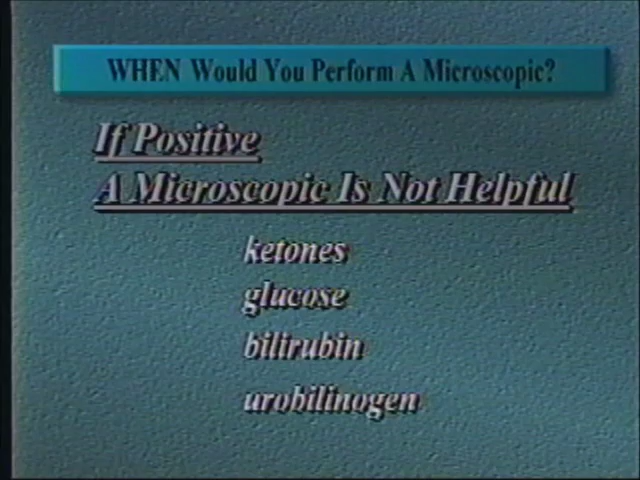 WHEN Would You Perform A Microscopic?
If Positive
A Microscopic Is Not Helpful
ketones
glucose
bilirubin
urobilinogen